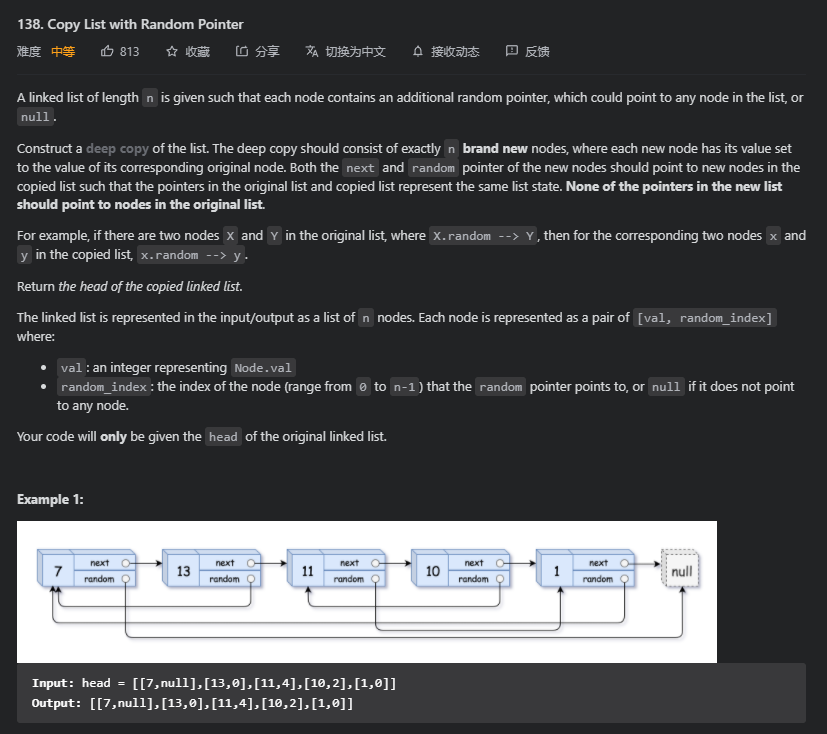 138. Copy List with Random Pointer
难度 中等 813 收藏 分享 切换为中文 接收动态 反馈
A linked list of length n is given such that each node contains an additional random pointer, which could point to any node in the list, or
null.
Construct a deep copy of the list. The deep copy should consist of exactly n brand new nodes, where each new node has its value set
to the value of its corresponding original node. Both the next and random pointer of the new nodes should point to new nodes in the
copied list such that the pointers in the original list and copied list represent the same list state. None of the pointers in the new list
should point to nodes in the original list.
For example, if there are two nodes X and Y in the original list, where X.random --> Y, then for the corresponding two nodes x and
y in the copied list, x.random --> y.
Return the head of the copied linked list.
The linked list is represented in the input/output as a list of n nodes. Each node is represented as a pair of [val, random_index]
where:
• val: an integer representing Node.val
• random_index: the index of the node (range from 0 to n-1) that the random pointer points to, or null if it does not point
to any node.
Your code will only be given the head of the original linked list.
Example 1:
7 next random 13 next random 11 next random 10 next random 1 next random null
Input: head = [[7,null],[13,0],[11,4],[10,2],[1,0]]
Output: [[7,null],[13,0],[11,4],[10,2],[1,0]]